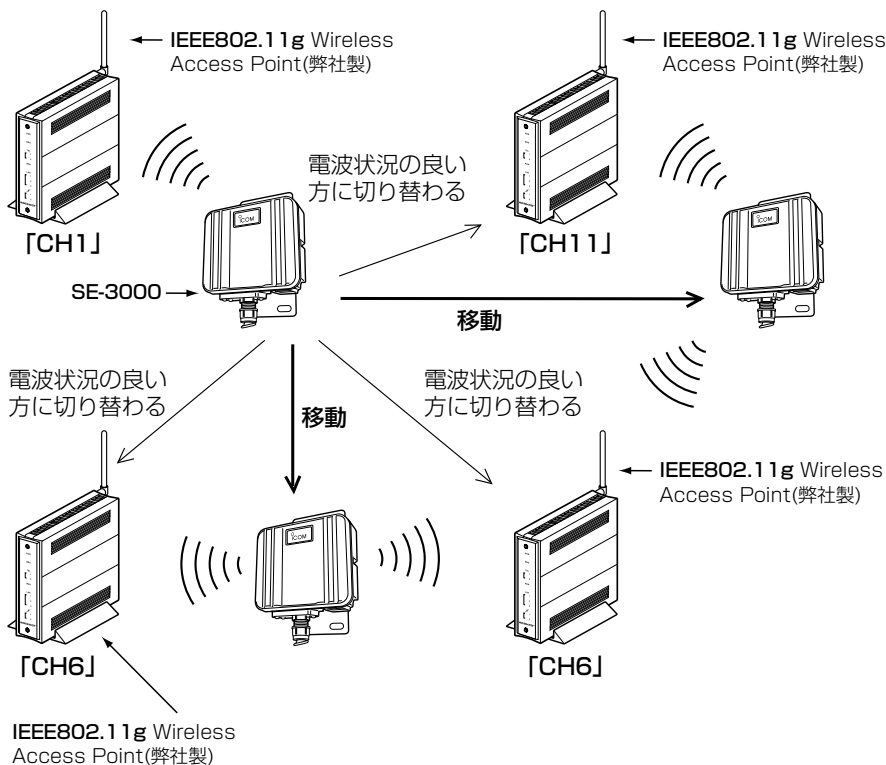 IEEE802.11g Wireless
Access Point(弊社製)
IEEE802.11g Wireless
Access Point(弊社製)
電波状況の良い
方に切り替わる
ICOM
ICOM
「CH1」
「CH11」
SE-3000
移動
電波状況の良い
方に切り替わる
電波状況の良い
方に切り替わる
移動
IEEE802.11g Wireless
Access Point(弊社製)
ICOM
「CH6」
「CH6」
IEEE802.11g Wireless
Access Point(弊社製)